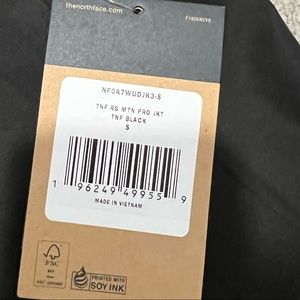 thenorthface.com
NF0A7WUDJK3-S
TNF RG MTN PRO JKT
TNF BLACK
S
1 96249 49955 9
MADE IN VIETNAM
FSC
PRINTED WITH
SOY INK